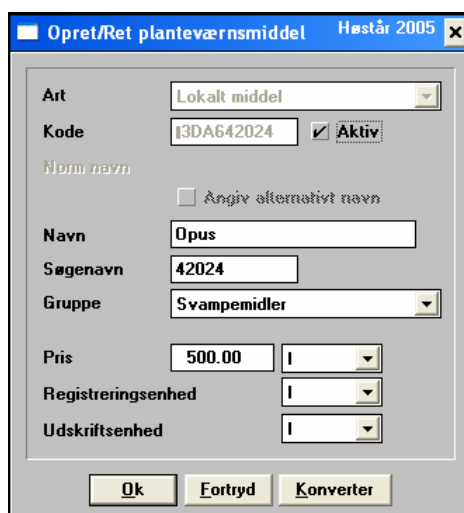 Opret/Ret planteværnsmiddel Høstår 2005
Art Lokalt middel
Kode I3DA642024 Aktiv
Norm navn
Angiv alternativt navn
Navn Opus
Søgenavn 42024
Gruppe Svampemidler
Pris 500.00 l
Registreringsenhed l
Udskriftsenhed l
Ok Fortryd Konverter